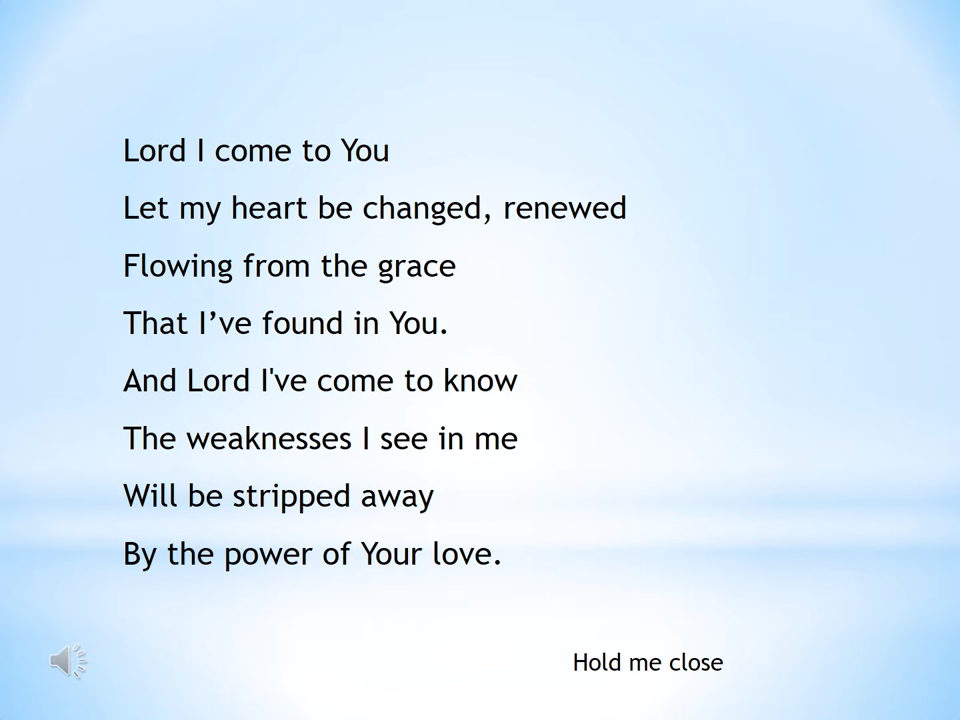 Lord I come to You
Let my heart be changed, renewed
Flowing from the grace
That I’ve found in You.
And Lord I've come to know
The weaknesses I see in me
Will be stripped away
By the power of Your love.
Hold me close